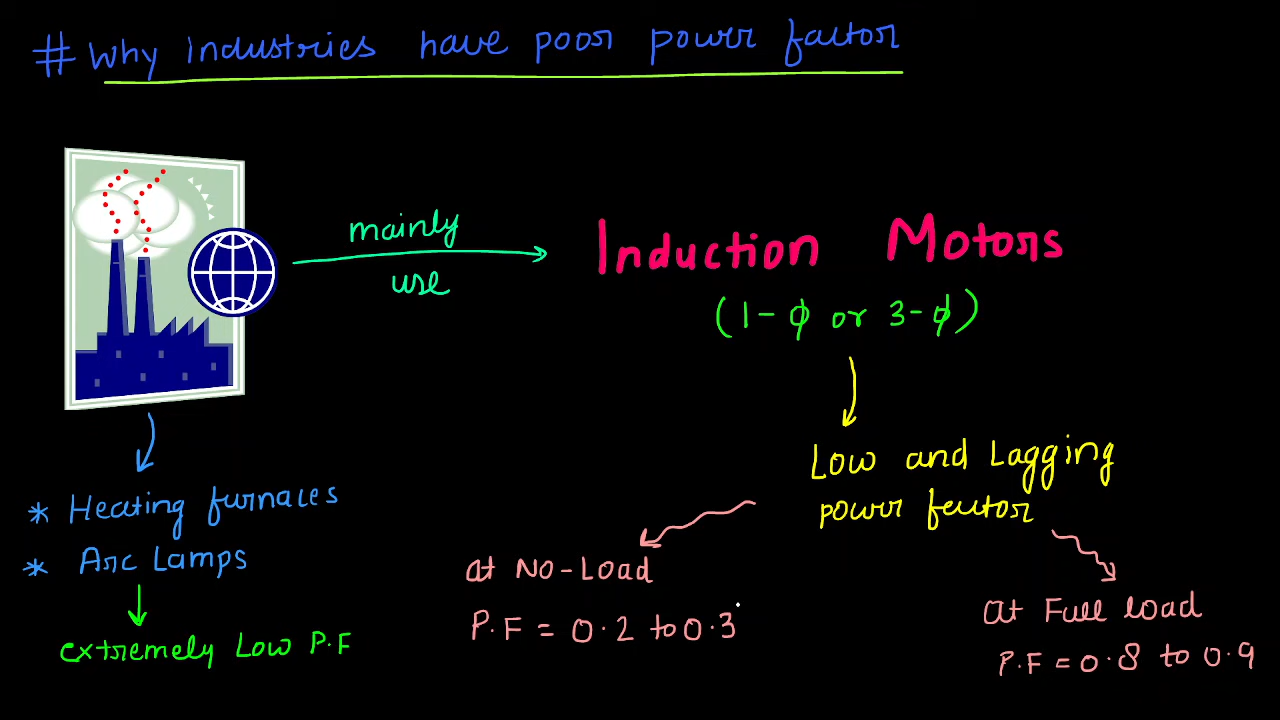 # Why industries have poor power factor
mainly
use
Induction Motors
(1-ϕ or 3-ϕ)
Low and Lagging
power factor
* Heating furnaces
* Arc Lamps
extremely Low P.F
at No-Load
P.F = 0.2 to 0.3
at Full load
P.F = 0.8 to 0.9